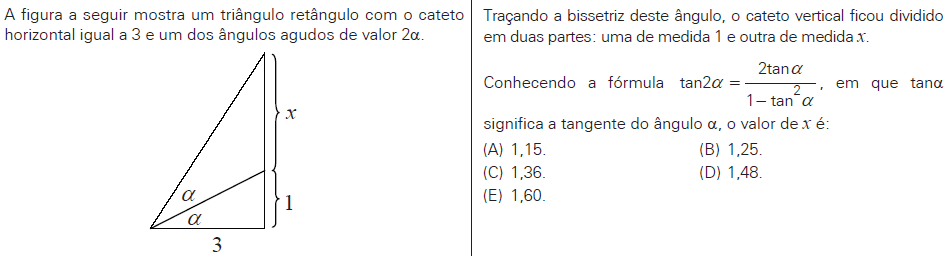 A figura a seguir mostra um triângulo retângulo com o cateto
horizontal igual a 3 e um dos ângulos agudos de valor 2α.
x
α
α
1
3
Traçando a bissetriz deste ângulo, o cateto vertical ficou dividido
em duas partes: uma de medida 1 e outra de medida x.
Conhecendo a fórmula tan2α = 2tanα / 1 – tan²α, em que tanα
significa a tangente do ângulo α, o valor de x é:
(A) 1,15. (B) 1,25.
(C) 1,36. (D) 1,48.
(E) 1,60.